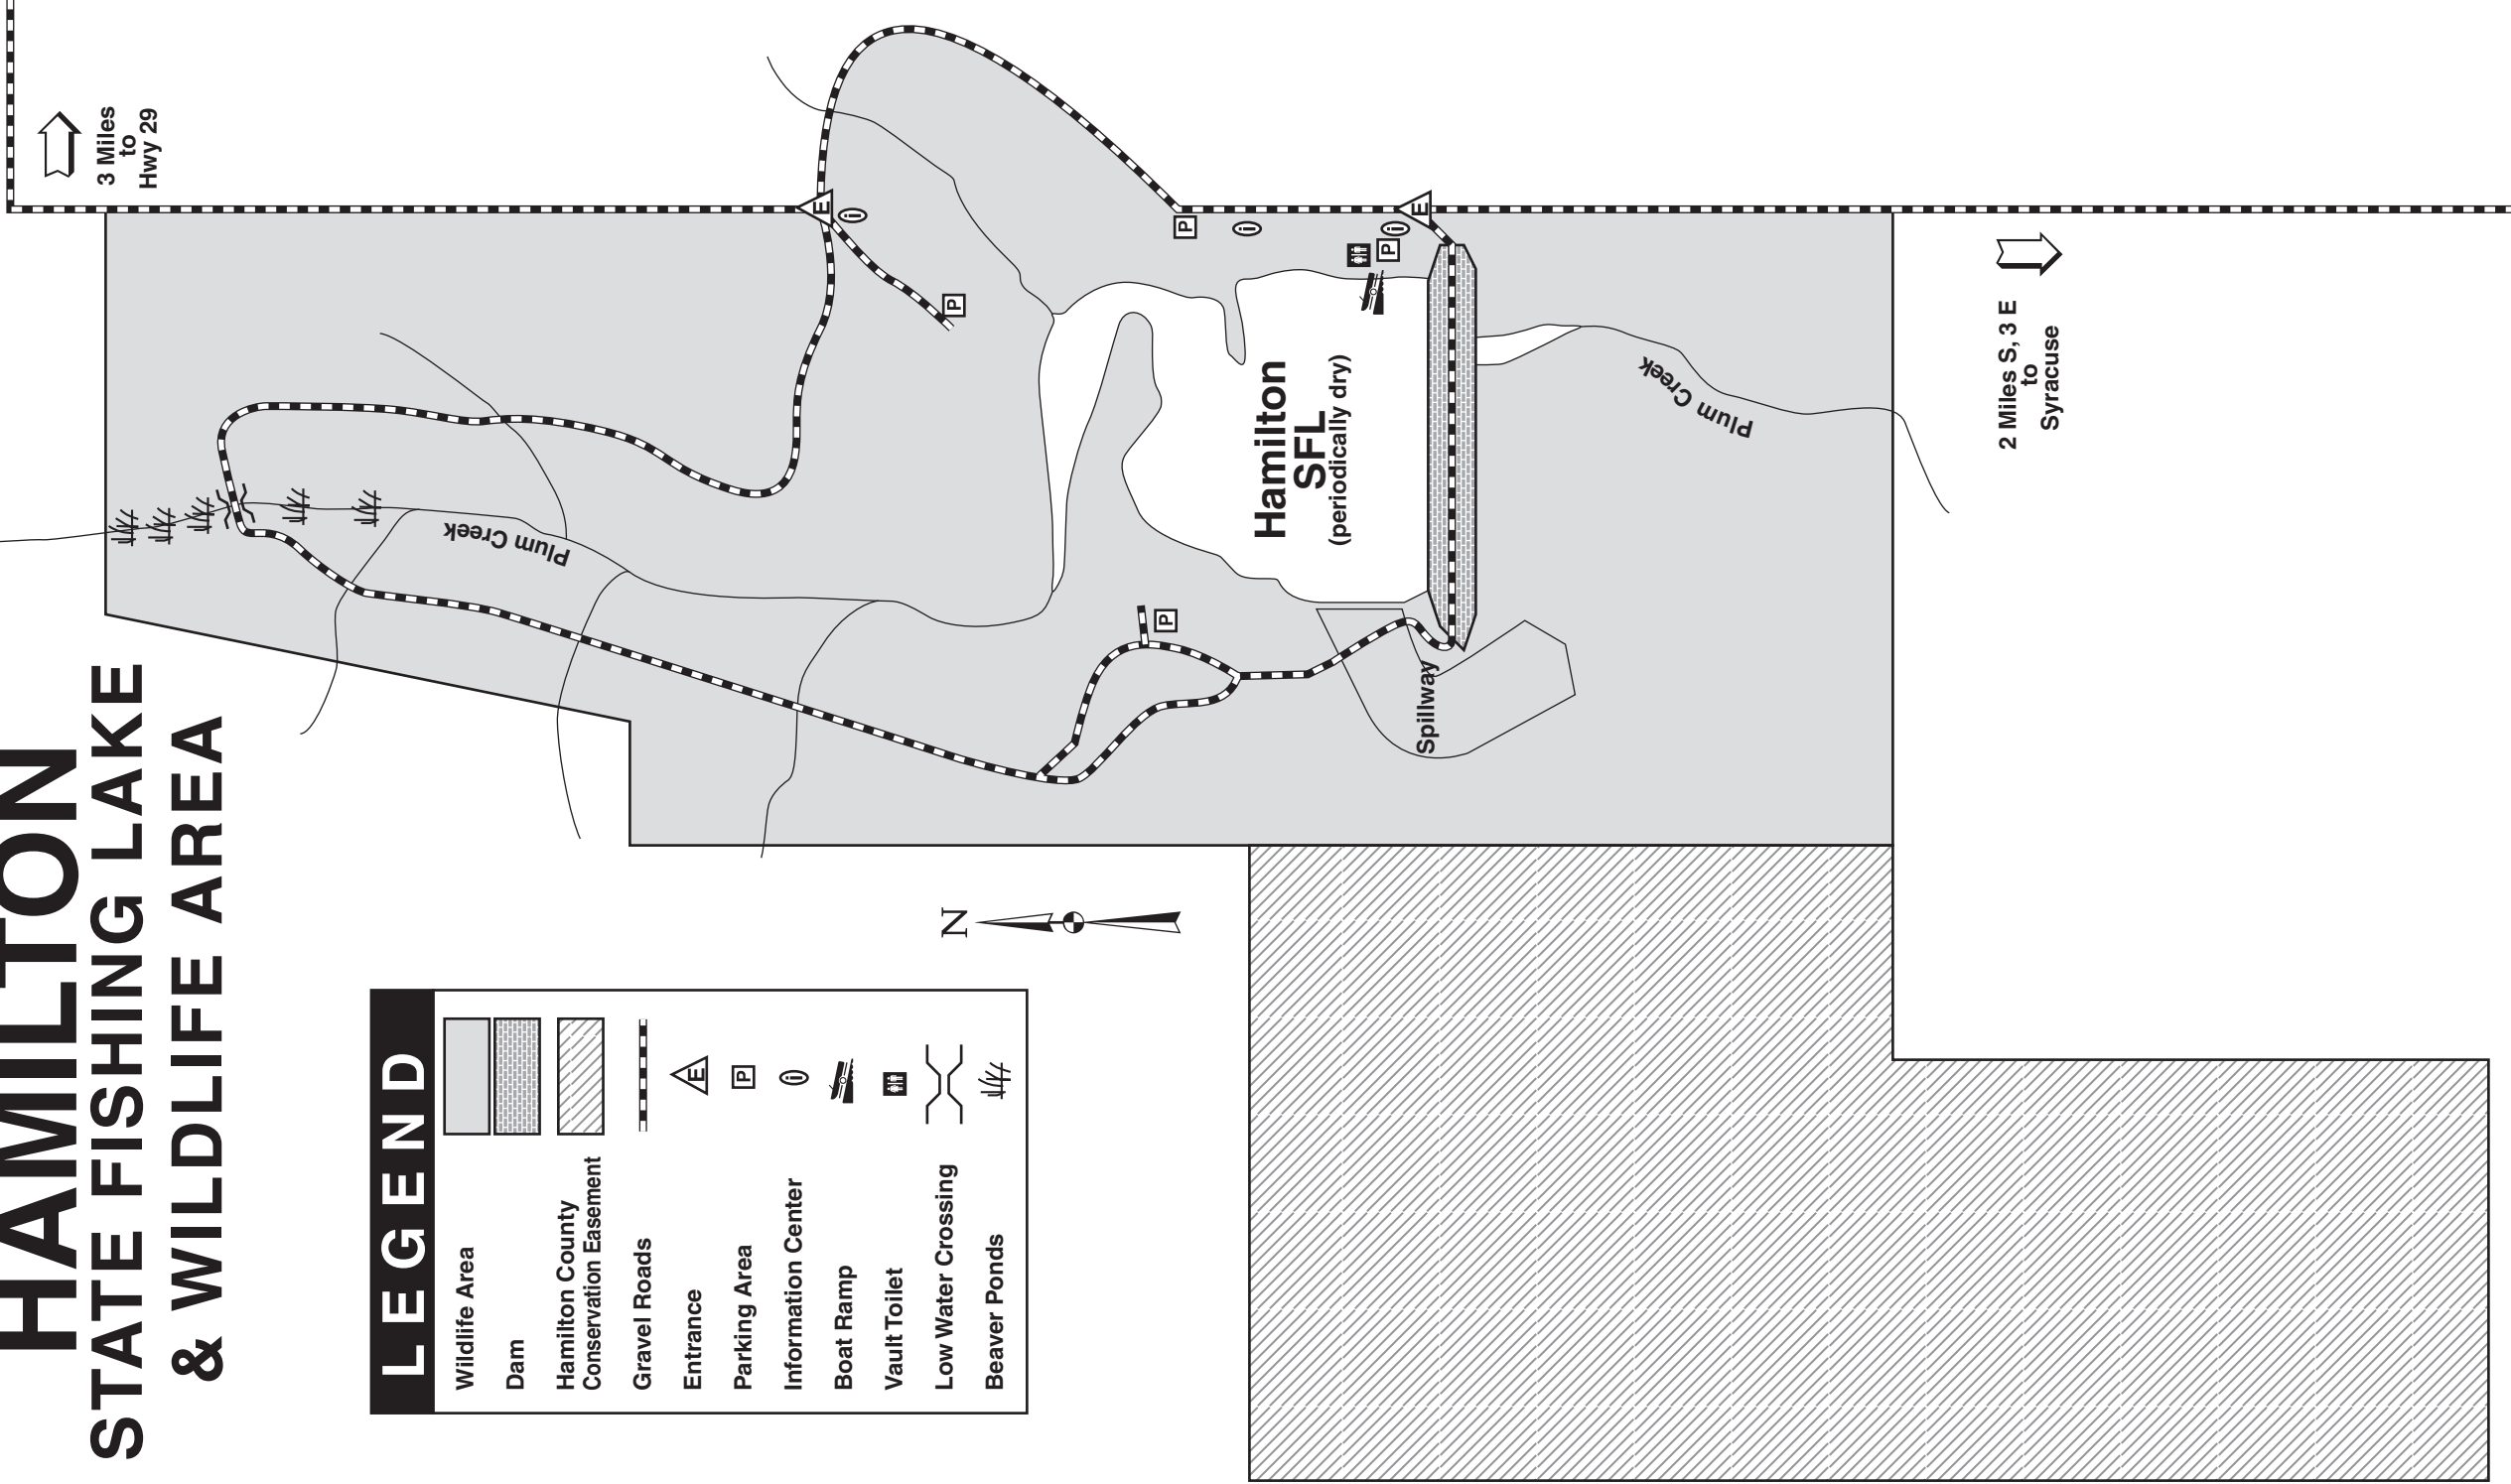 HAMILTON
STATE FISHING LAKE
& WILDLIFE AREA
LEGEND
Wildlife Area
Dam
Hamilton County
Conservation Easement
Gravel Roads
Entrance
E
Parking Area
P
Information Center
i
Boat Ramp
Vault Toilet
Low Water Crossing
Beaver Ponds
N
3 Miles
to
Hwy 29
E
i
P
Plum Creek
P
i
i
E
P
P
Hamilton
SFL
(periodically dry)
Spillway
Plum Creek
2 Miles S, 3 E
to
Syracuse